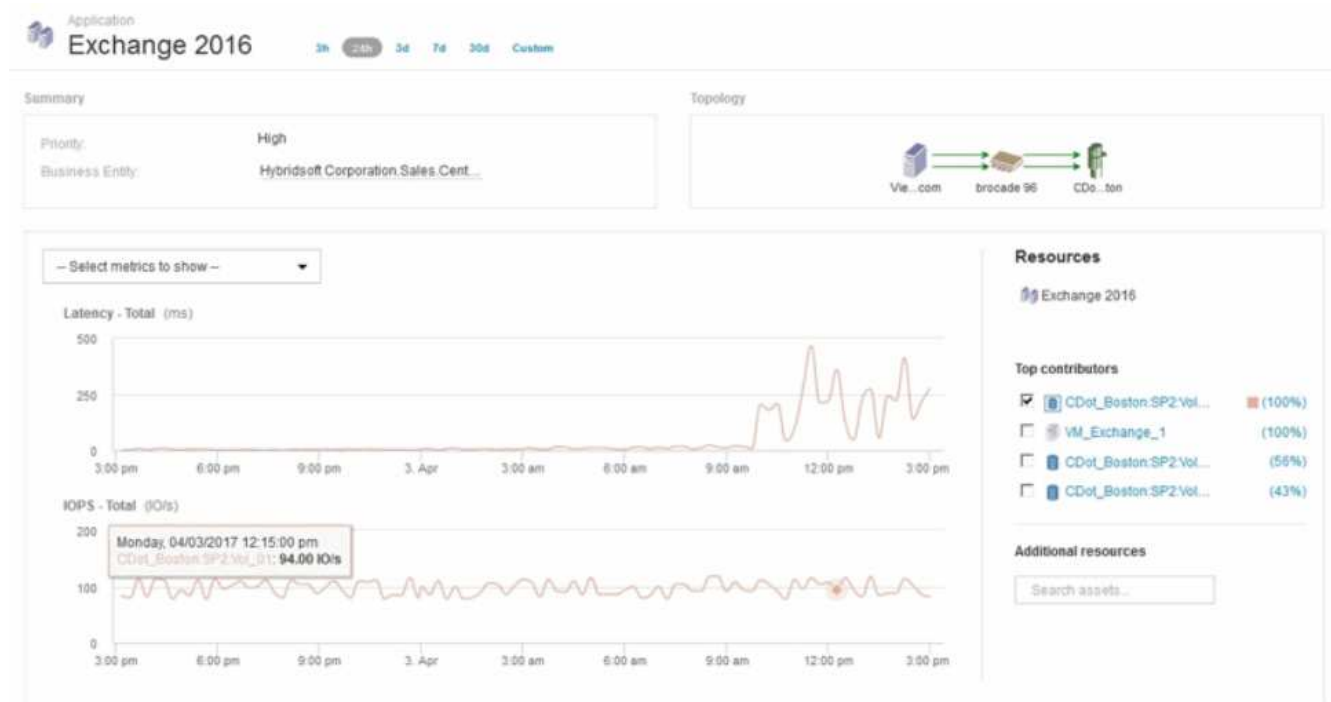 Application
Exchange 2016
3h 24h 3d 7d 30d Custom
Summary
Priority: High
Business Entity: Hybridsoft Corporation.Sales.Cent...
Topology
Vie...com brocade 96 CDo...ton
-- Select metrics to show --
Latency - Total (ms)
500
250
0
3:00 pm 6:00 pm 9:00 pm 3. Apr 3:00 am 6:00 am 9:00 am 12:00 pm 3:00 pm
IOPS - Total (IO/s)
200
Monday, 04/03/2017 12:15:00 pm
CDot_Boston:SP2:Vol_01: 94.00 IO/s
100
0
3:00 pm 6:00 pm 9:00 pm 3. Apr 3:00 am 6:00 am 9:00 am 12:00 pm 3:00 pm
Resources
Exchange 2016
Top contributors
CDot_Boston:SP2:Vol... (100%)
VM_Exchange_1 (100%)
CDot_Boston:SP2:Vol... (56%)
CDot_Boston:SP2:Vol... (43%)
Additional resources
Search assets...